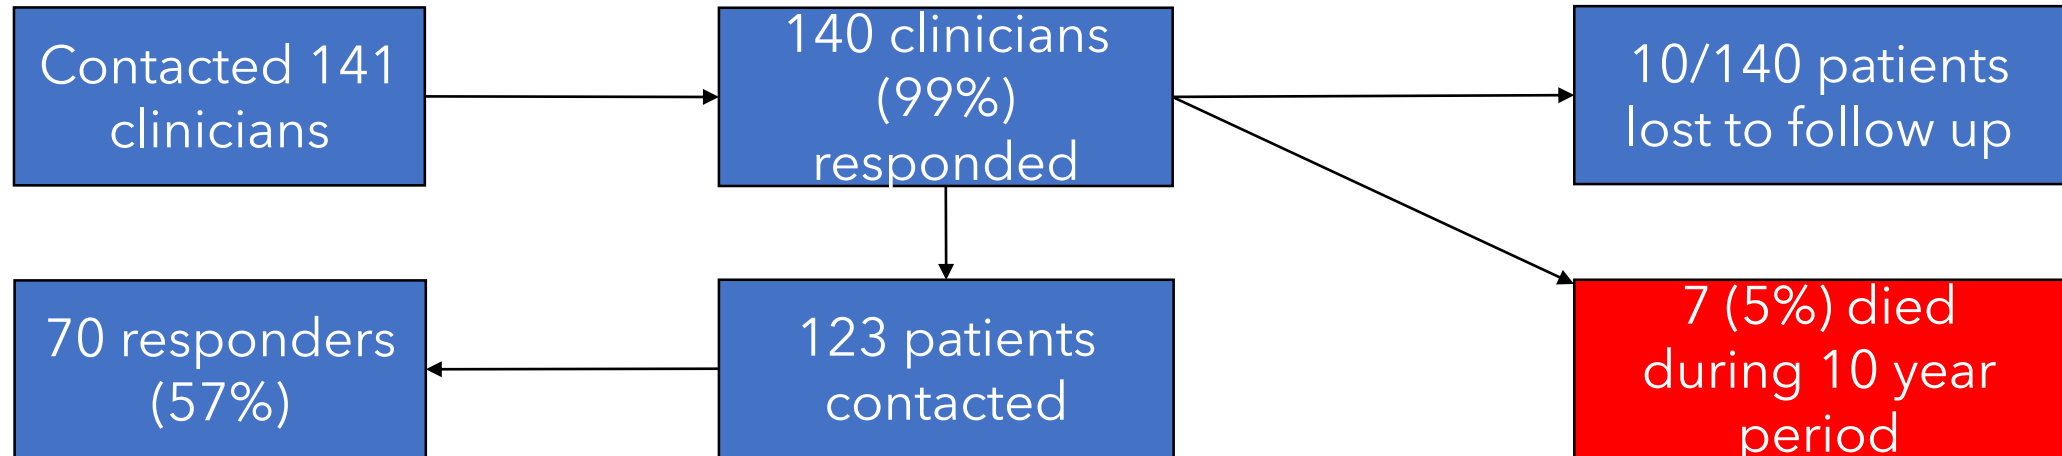 Contacted 141
clinicians
140 clinicians
(99%)
responded
10/140 patients
lost to follow up
70 responders
(57%)
123 patients
contacted
7 (5%) died
during 10 year
period